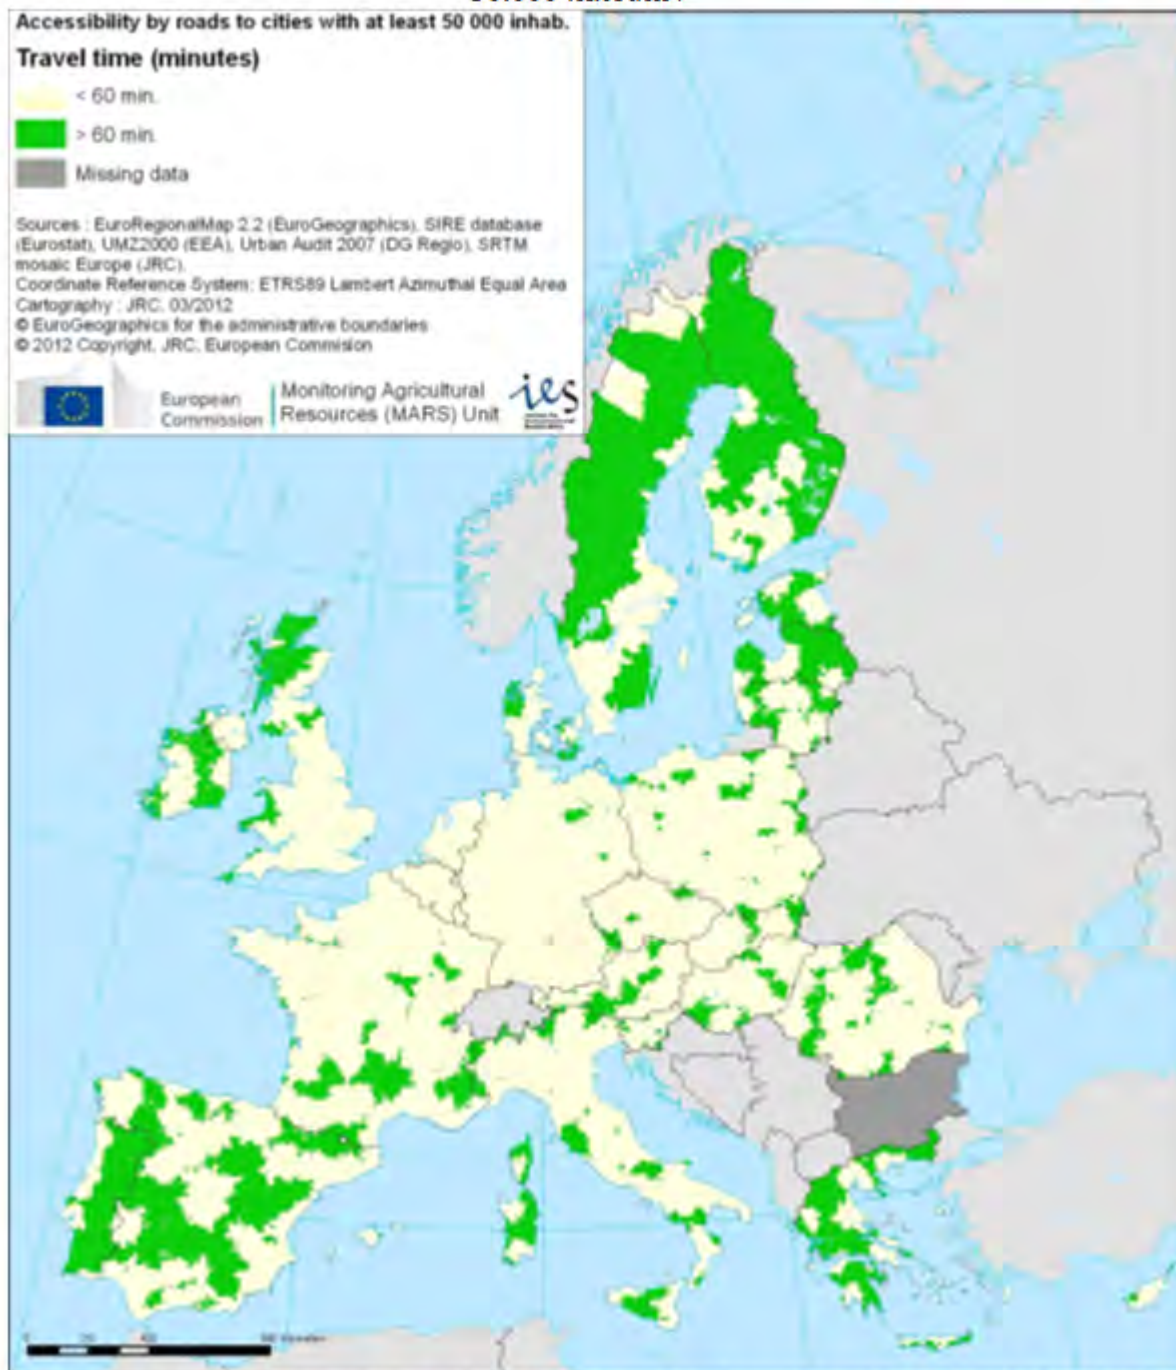 Accessibility by roads to cities with at least 50 000 inhab.
Travel time (minutes)
< 60 min.
> 60 min.
Missing data
Sources : EuroRegionalMap 2.2 (EuroGeographics), SIRE database
(Eurostat), UMZ2000 (EEA), Urban Audit 2007 (DG Regio), SRTM
mosaic Europe (JRC).
Coordinate Reference System: ETRS89 Lambert Azimuthal Equal Area
Cartography : JRC, 03/2012
© EuroGeographics for the administrative boundaries
© 2012 Copyright, JRC, European Commision
European
Commission
Monitoring Agricultural
Resources (MARS) Unit
ies